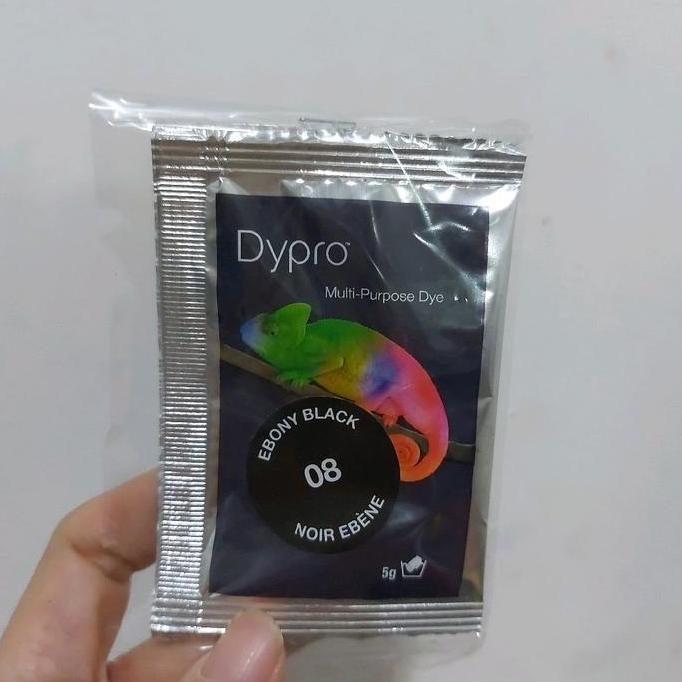 Dypro™
Multi-Purpose Dye
EBONY BLACK
08
NOIR EBÈNE
5g